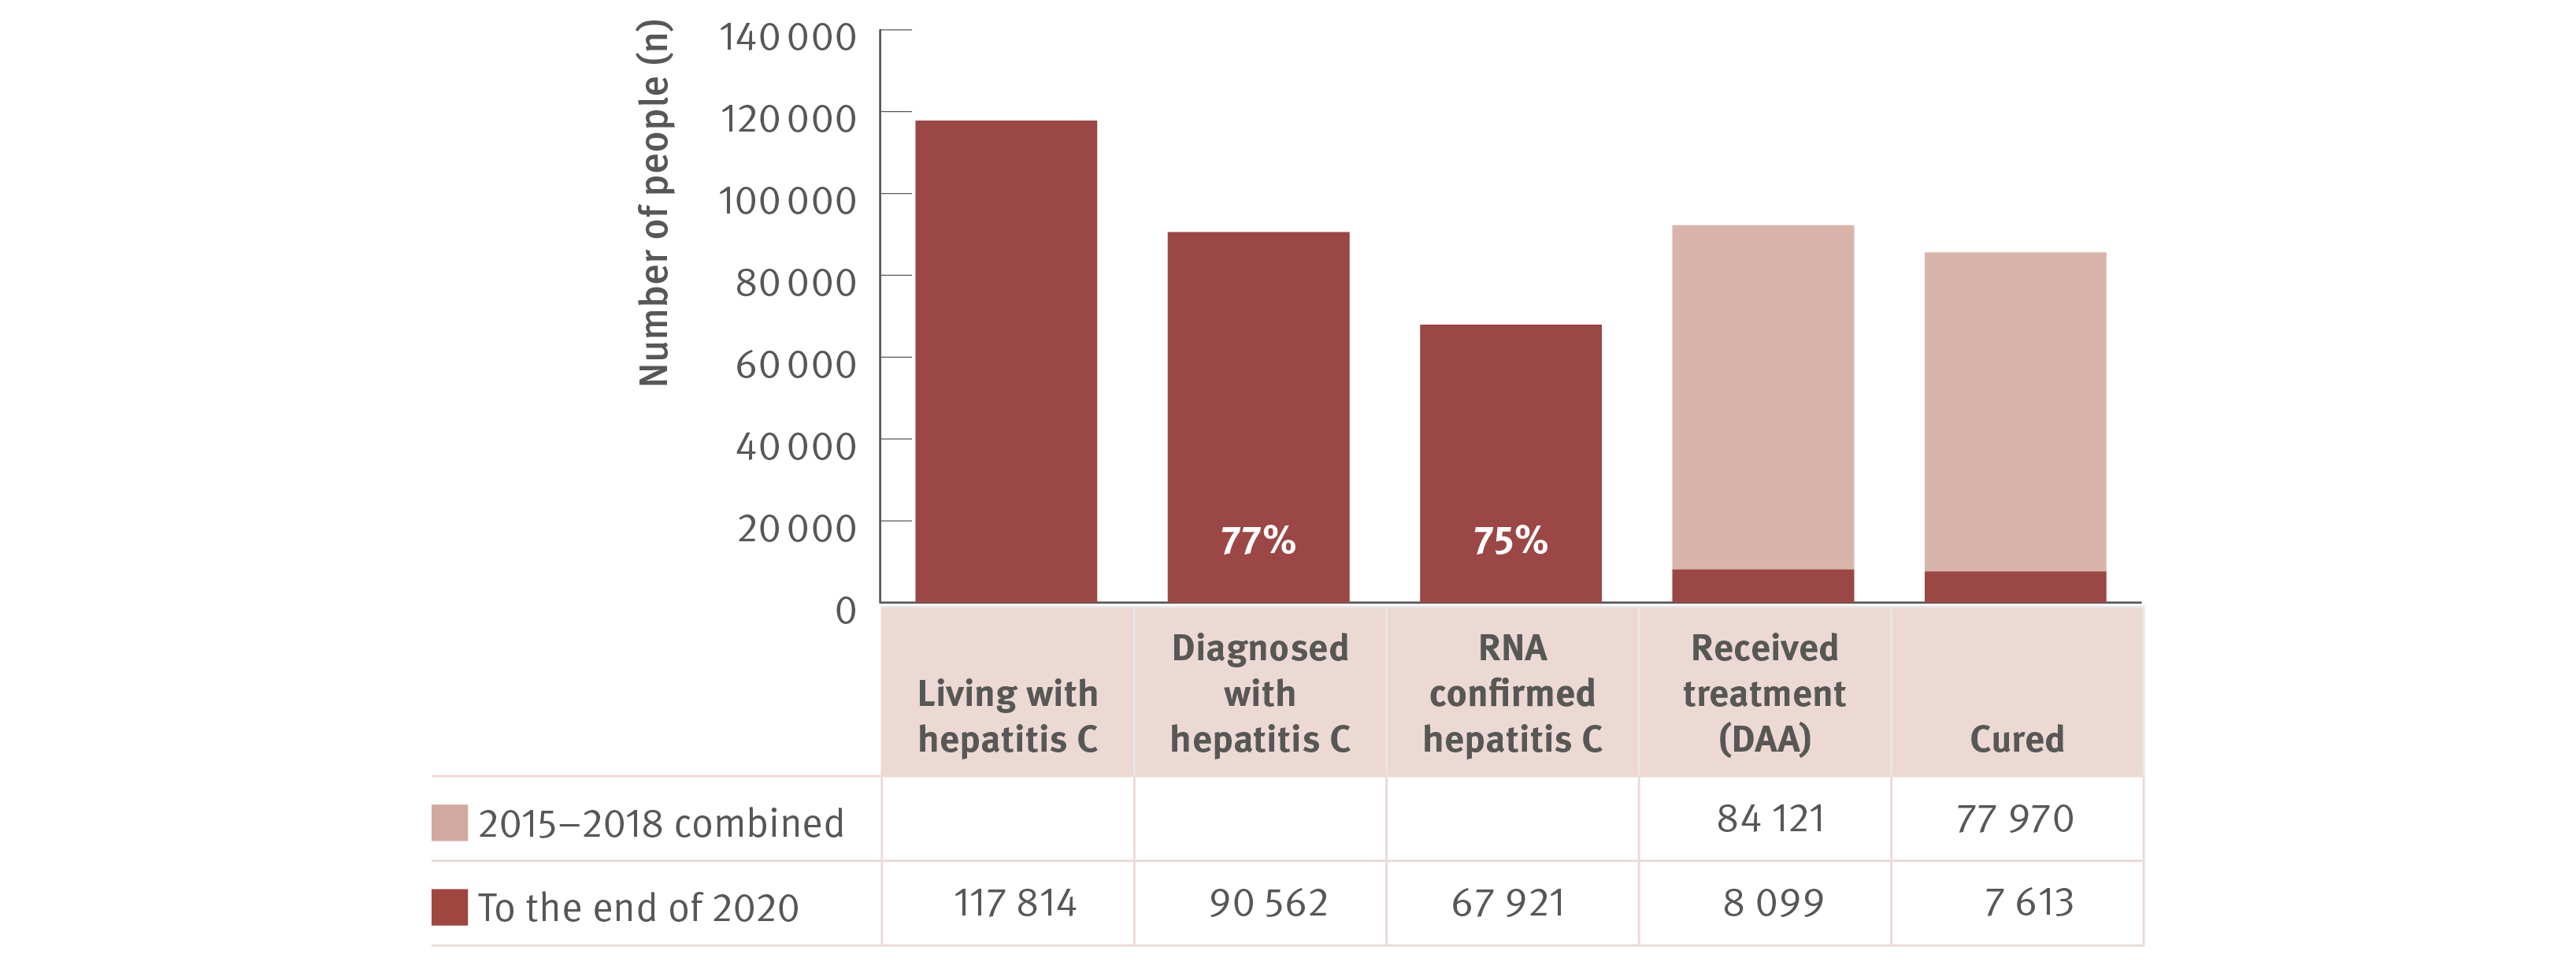 Number of people (n)
140 000
120 000
100 000
80 000
60 000
40 000
20 000
0
77%
75%
Living with
hepatitis C
Diagnosed
with
hepatitis C
RNA
confirmed
hepatitis C
Received
treatment
(DAA)
Cured
2015–2018 combined 84 121 77 970
To the end of 2020 117 814 90 562 67 921 8 099 7 613